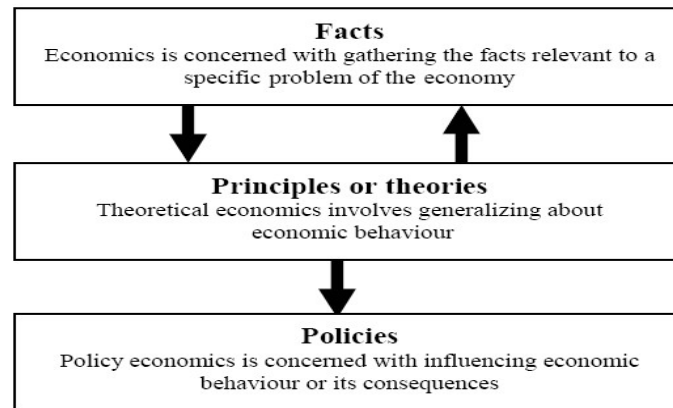 Facts
Economics is concerned with gathering the facts relevant to a
specific problem of the economy
Principles or theories
Theoretical economics involves generalizing about
economic behaviour
Policies
Policy economics is concerned with influencing economic
behaviour or its consequences